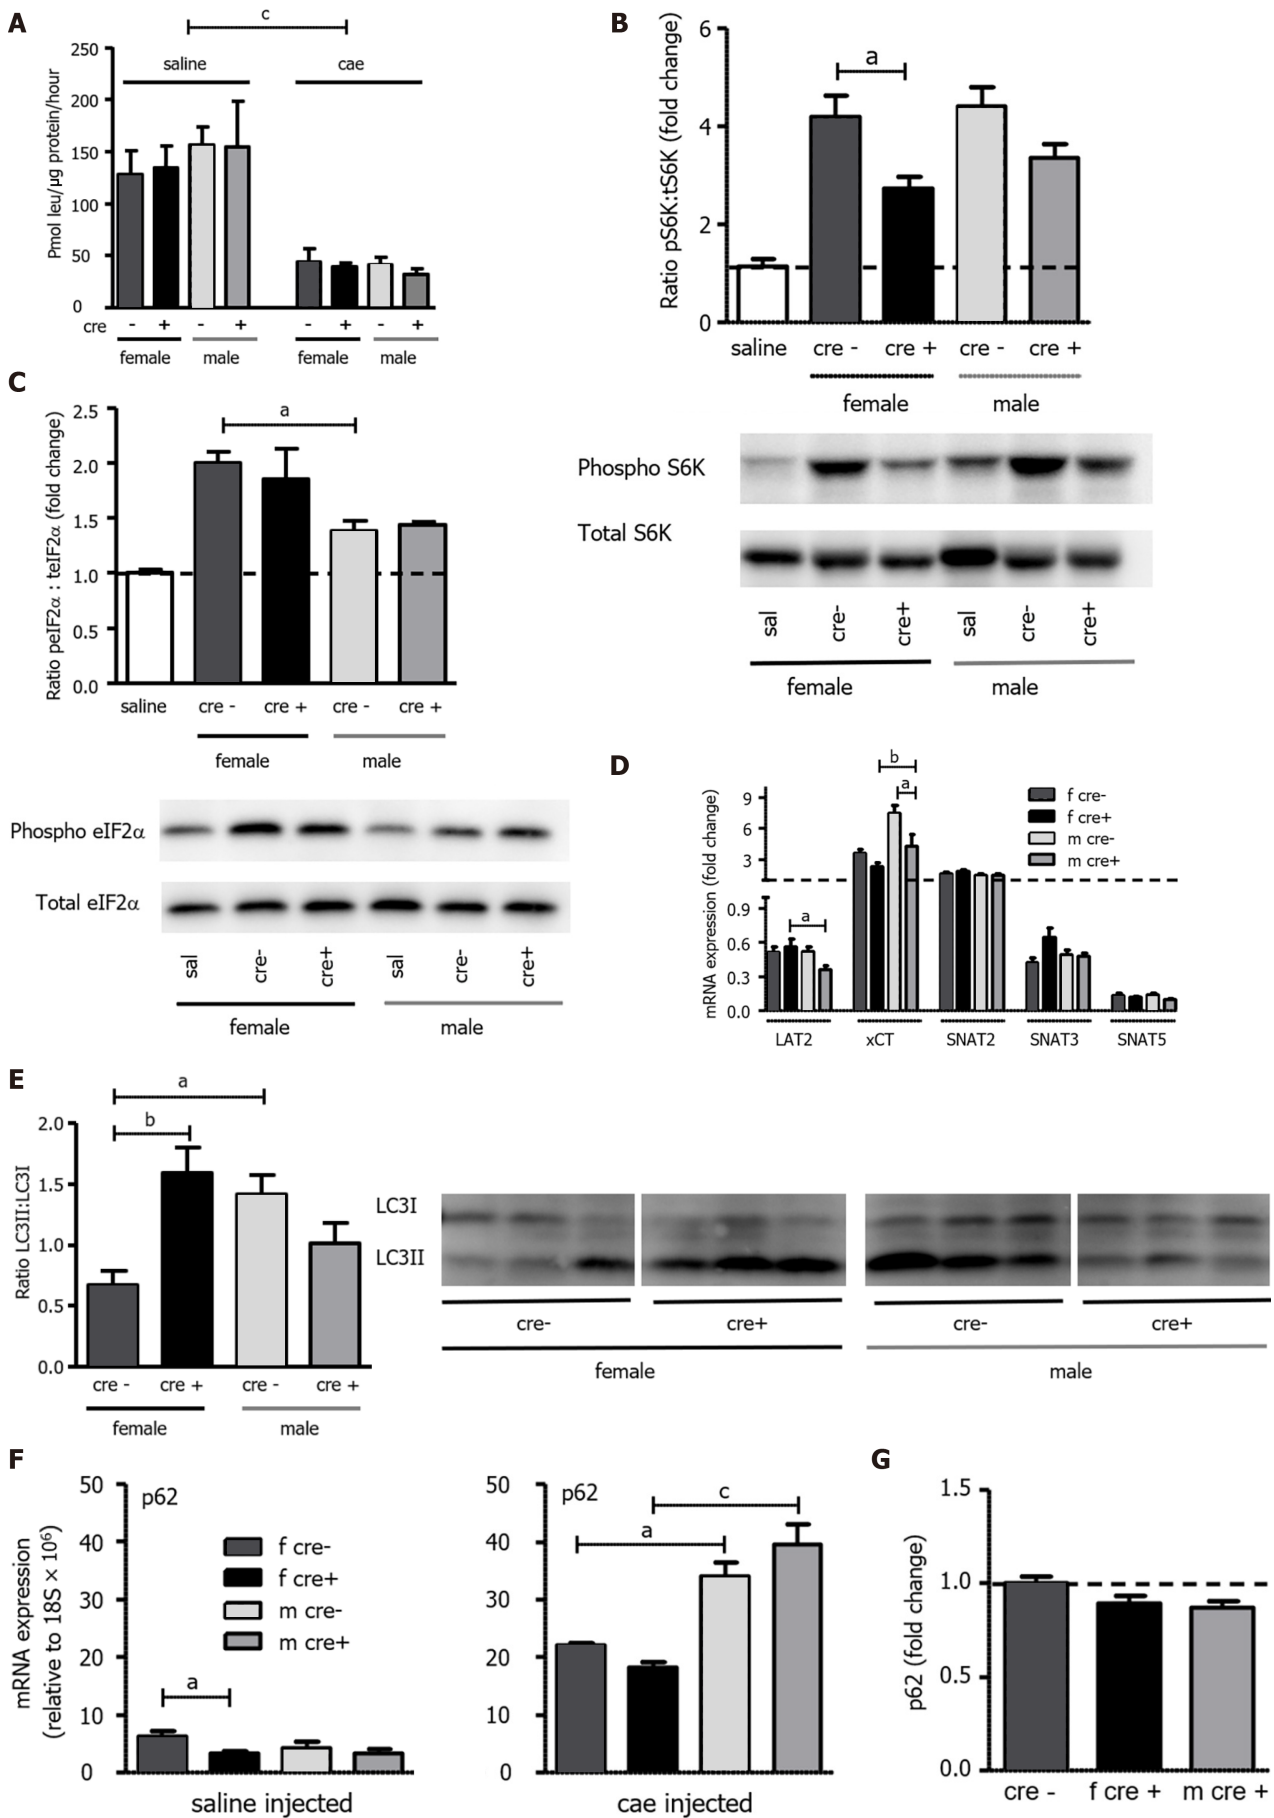 A
c
saline
cae
Pmol leu/µg protein/hour
250
200
150
100
50
0
cre - + - + - + - +
female male female male
B
a
Ratio pS6K:tS6K (fold change)
6
4
2
0
saline cre - cre + cre - cre +
female male
Phospho S6K
Total S6K
sal cre- cre+ sal cre- cre+
female male
C
a
Ratio peIF2α : teIF2α (fold change)
2.5
2.0
1.5
1.0
0.5
0.0
saline cre - cre + cre - cre +
female male
Phospho eIF2α
Total eIF2α
sal cre- cre+ sal cre- cre+
female male
D
b
a
a
mRNA expression (fold change)
9
6
3
0.9
0.6
0.3
0.0
f cre-
f cre+
m cre-
m cre+
LAT2 xCT SNAT2 SNAT3 SNAT5
E
a
b
Ratio LC3II:LC3I
2.0
1.5
1.0
0.5
0.0
cre - cre + cre - cre +
female male
LC3I
LC3II
cre- cre+ cre- cre+
female male
F
mRNA expression
(relative to 18S × 10⁶)
50
40
30
20
10
0
p62
f cre-
f cre+
m cre-
m cre+
a
saline injected
50
40
30
20
10
0
p62
c
a
cae injected
G
p62 (fold change)
1.5
1.0
0.5
0.0
cre - f cre + m cre +